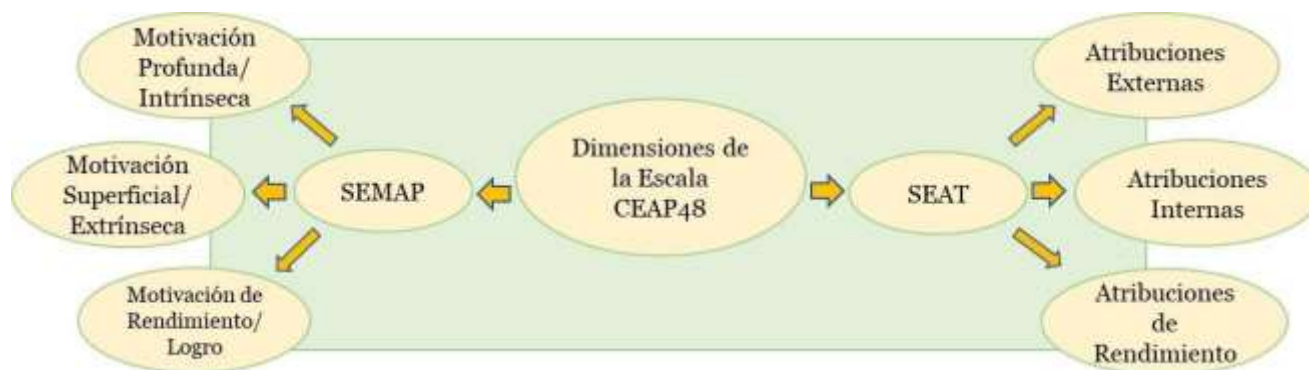 Motivación
Profunda/
Intrínseca
Motivación
Superficial/
Extrínseca
Motivación de
Rendimiento/
Logro
SEMAP
Dimensiones de
la Escala
CEAP48
SEAT
Atribuciones
Externas
Atribuciones
Internas
Atribuciones
de
Rendimiento